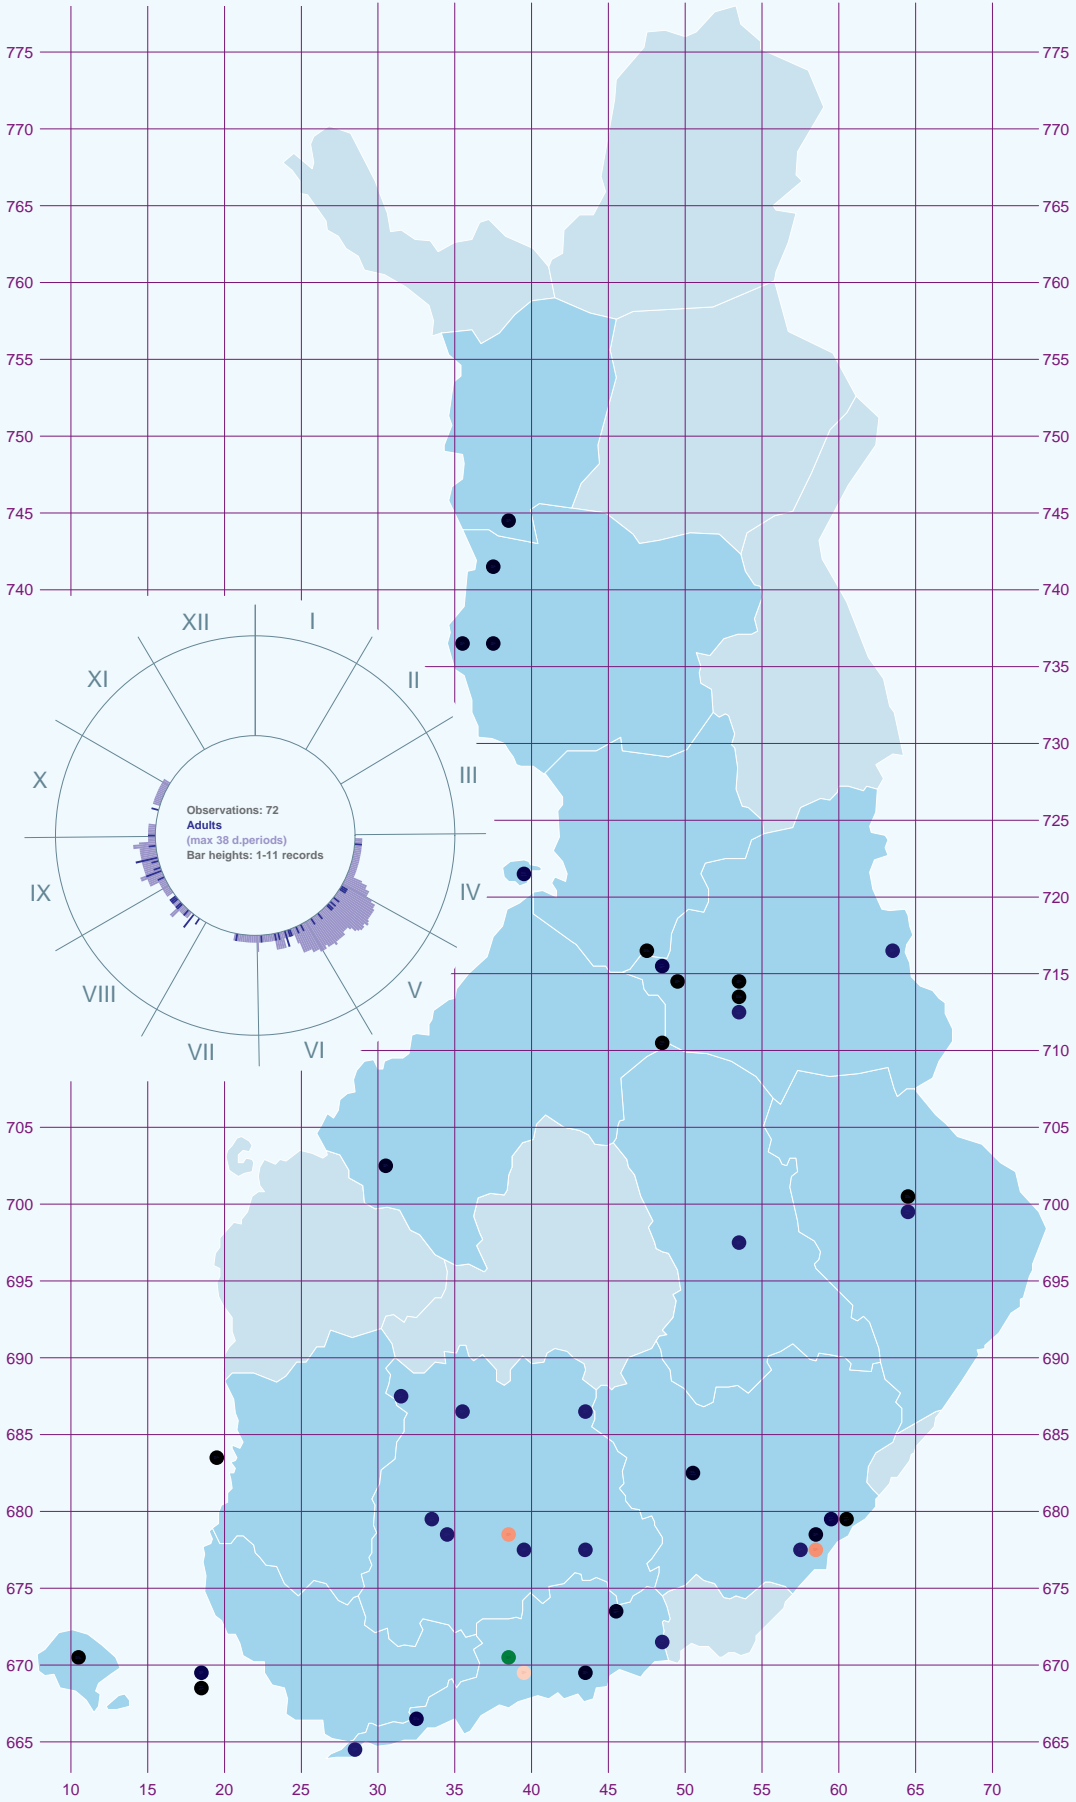 775 775
770 770
765 765
760 760
755 755
750 750
745 745
740 740
XII I
XI II
735
730
X III
Observations: 72
Adults
(max 38 d.periods)
Bar heights: 1-11 records
725
IX IV
720
715
VIII V
VII VI
710
705 705
700 700
695 695
690 690
685 685
680 680
675 675
670 670
665 665
10 15 20 25 30 35 40 45 50 55 60 65 70